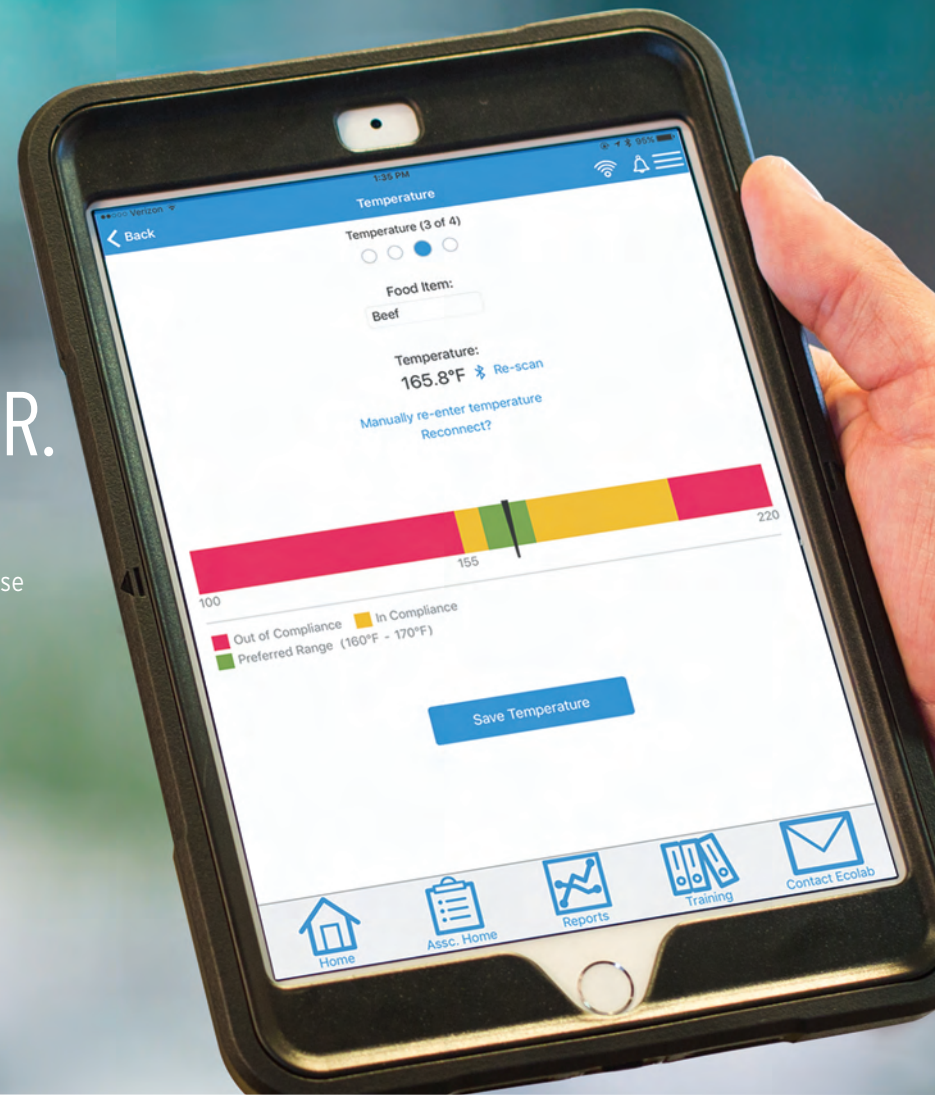 ●●○○○ Verizon
1:35 PM
95%
Back
Temperature
Temperature (3 of 4)
Food Item:
Beef
Temperature:
165.8°F Re-scan
Manually re-enter temperature
Reconnect?
R.
se
100
155
220
Out of Compliance In Compliance
Preferred Range (160°F - 170°F)
Save Temperature
Home
Assc. Home
Reports
Training
Contact Ecolab